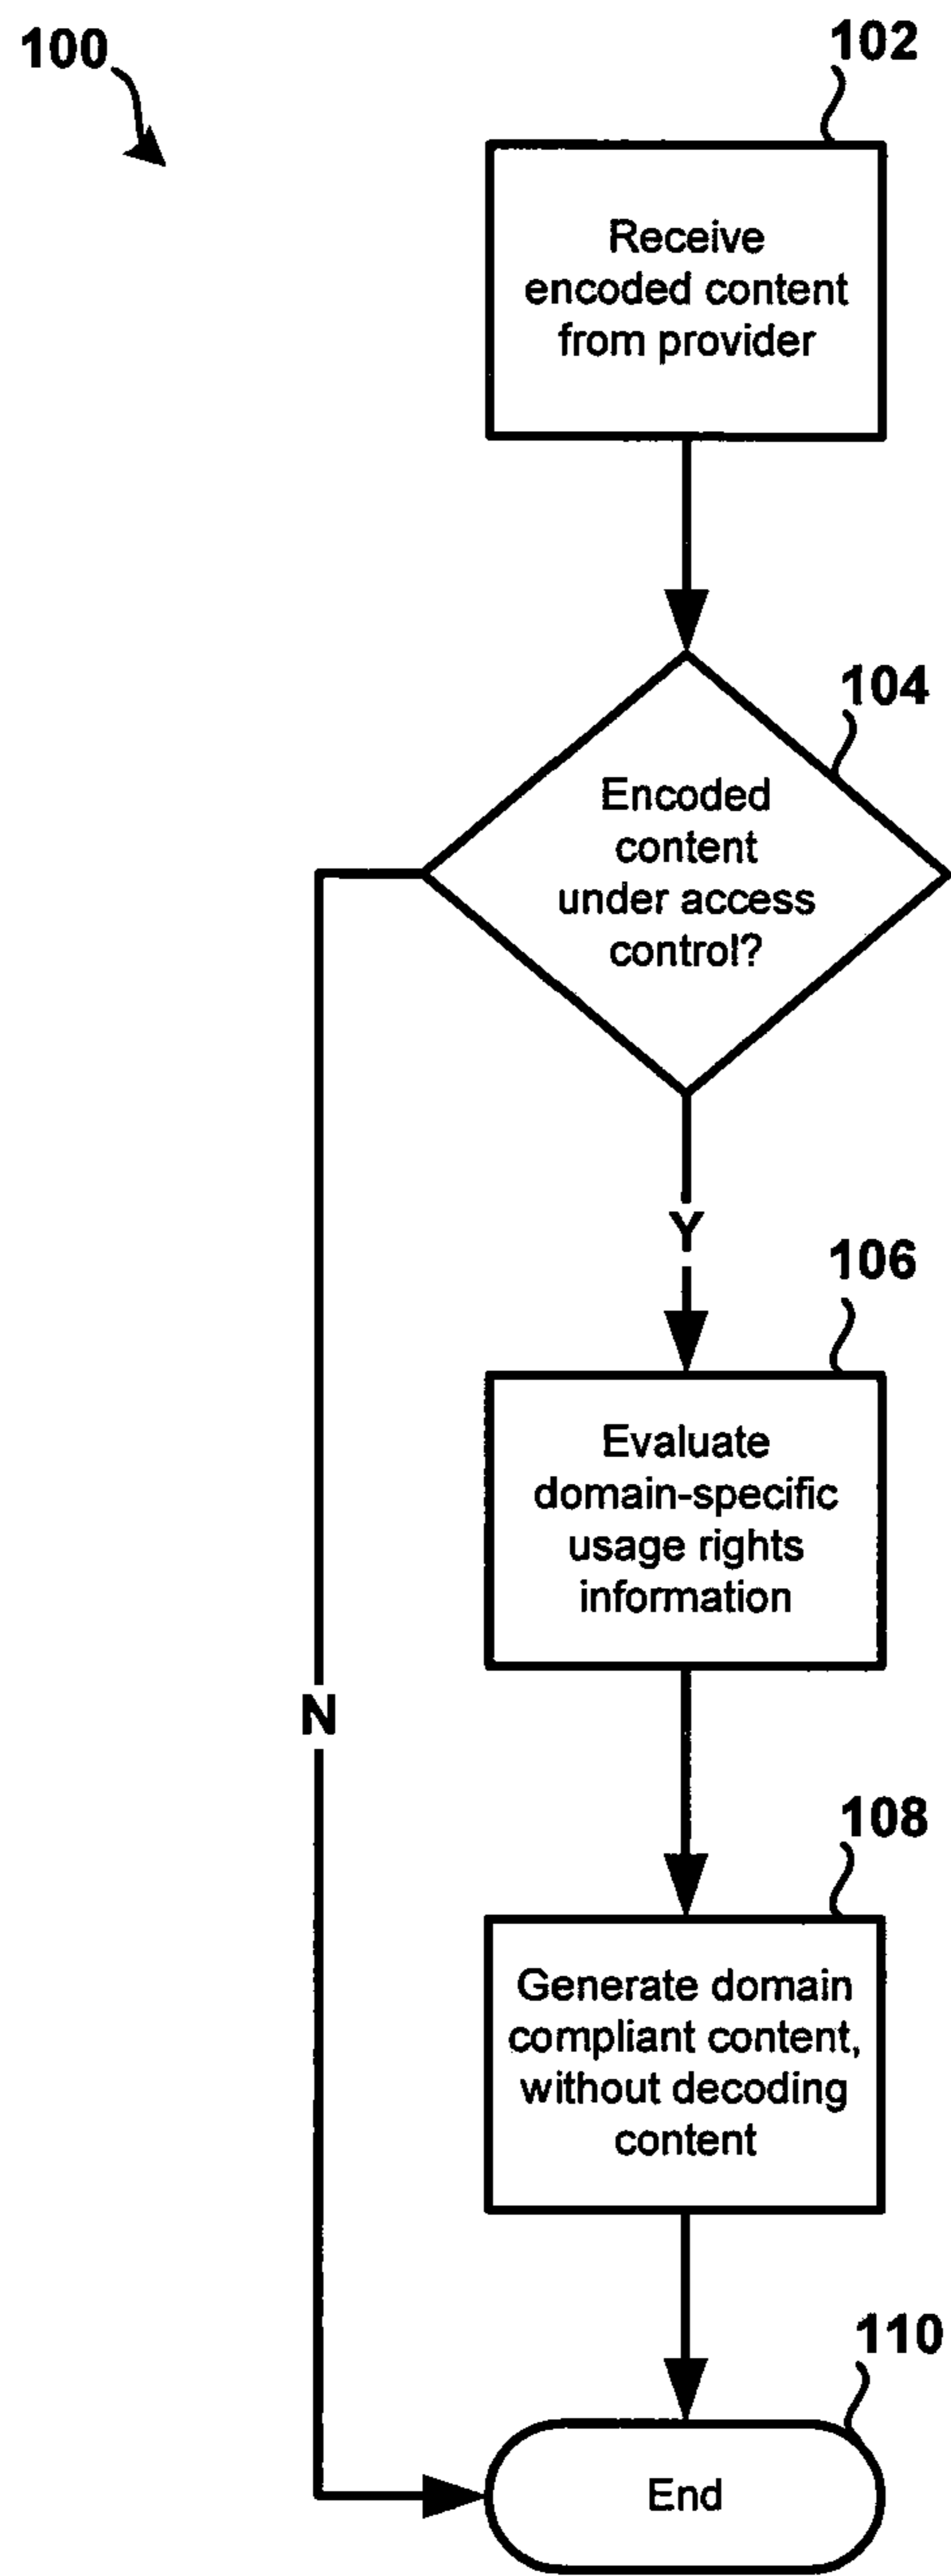 100
102
Receive
encoded content
from provider
104
Encoded
content
under access
control?
Y
106
Evaluate
domain-specific
usage rights
information
N
108
Generate domain
compliant content,
without decoding
content
110
End